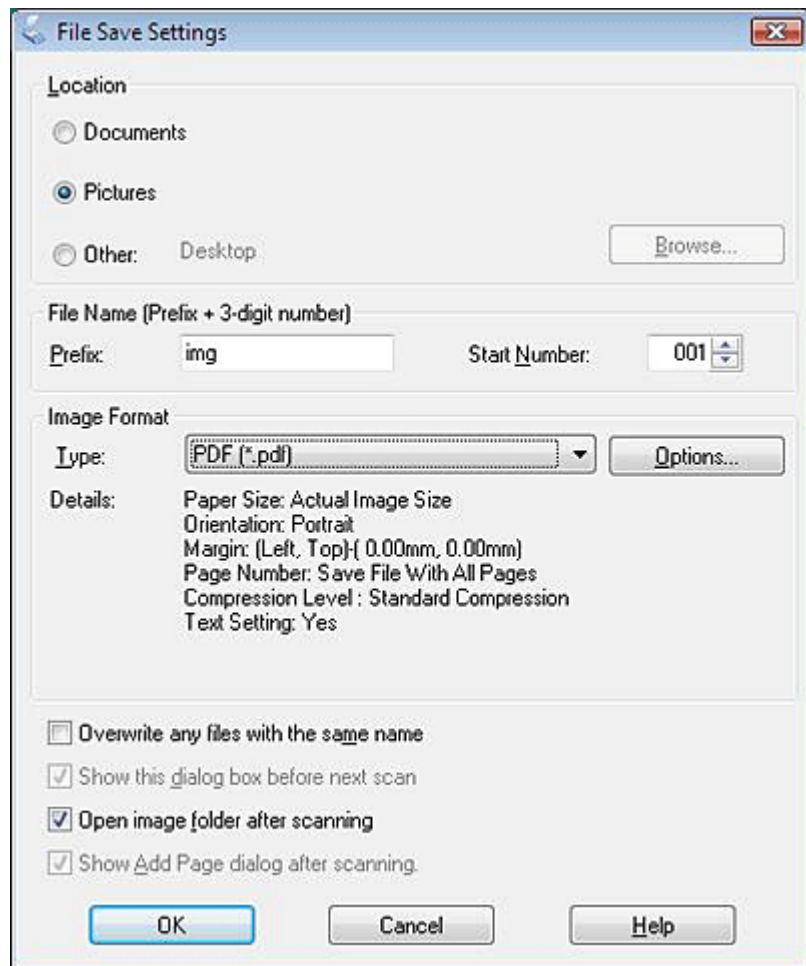 File Save Settings
Location
Documents
Pictures
Other: Desktop Browse...
File Name (Prefix + 3-digit number)
Prefix: img Start Number: 001
Image Format
Type: PDF (*.pdf) Options...
Details: Paper Size: Actual Image Size
Orientation: Portrait
Margin: (Left, Top)-( 0.00mm, 0.00mm)
Page Number: Save File With All Pages
Compression Level : Standard Compression
Text Setting: Yes
Overwrite any files with the same name
Show this dialog box before next scan
Open image folder after scanning
Show Add Page dialog after scanning.
OK Cancel Help